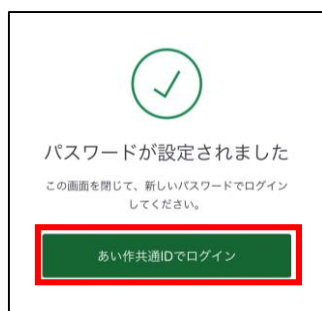 パスワードが設定されました
この画面を閉じて、新しいパスワードでログイン
してください。
あい作共通IDでログイン